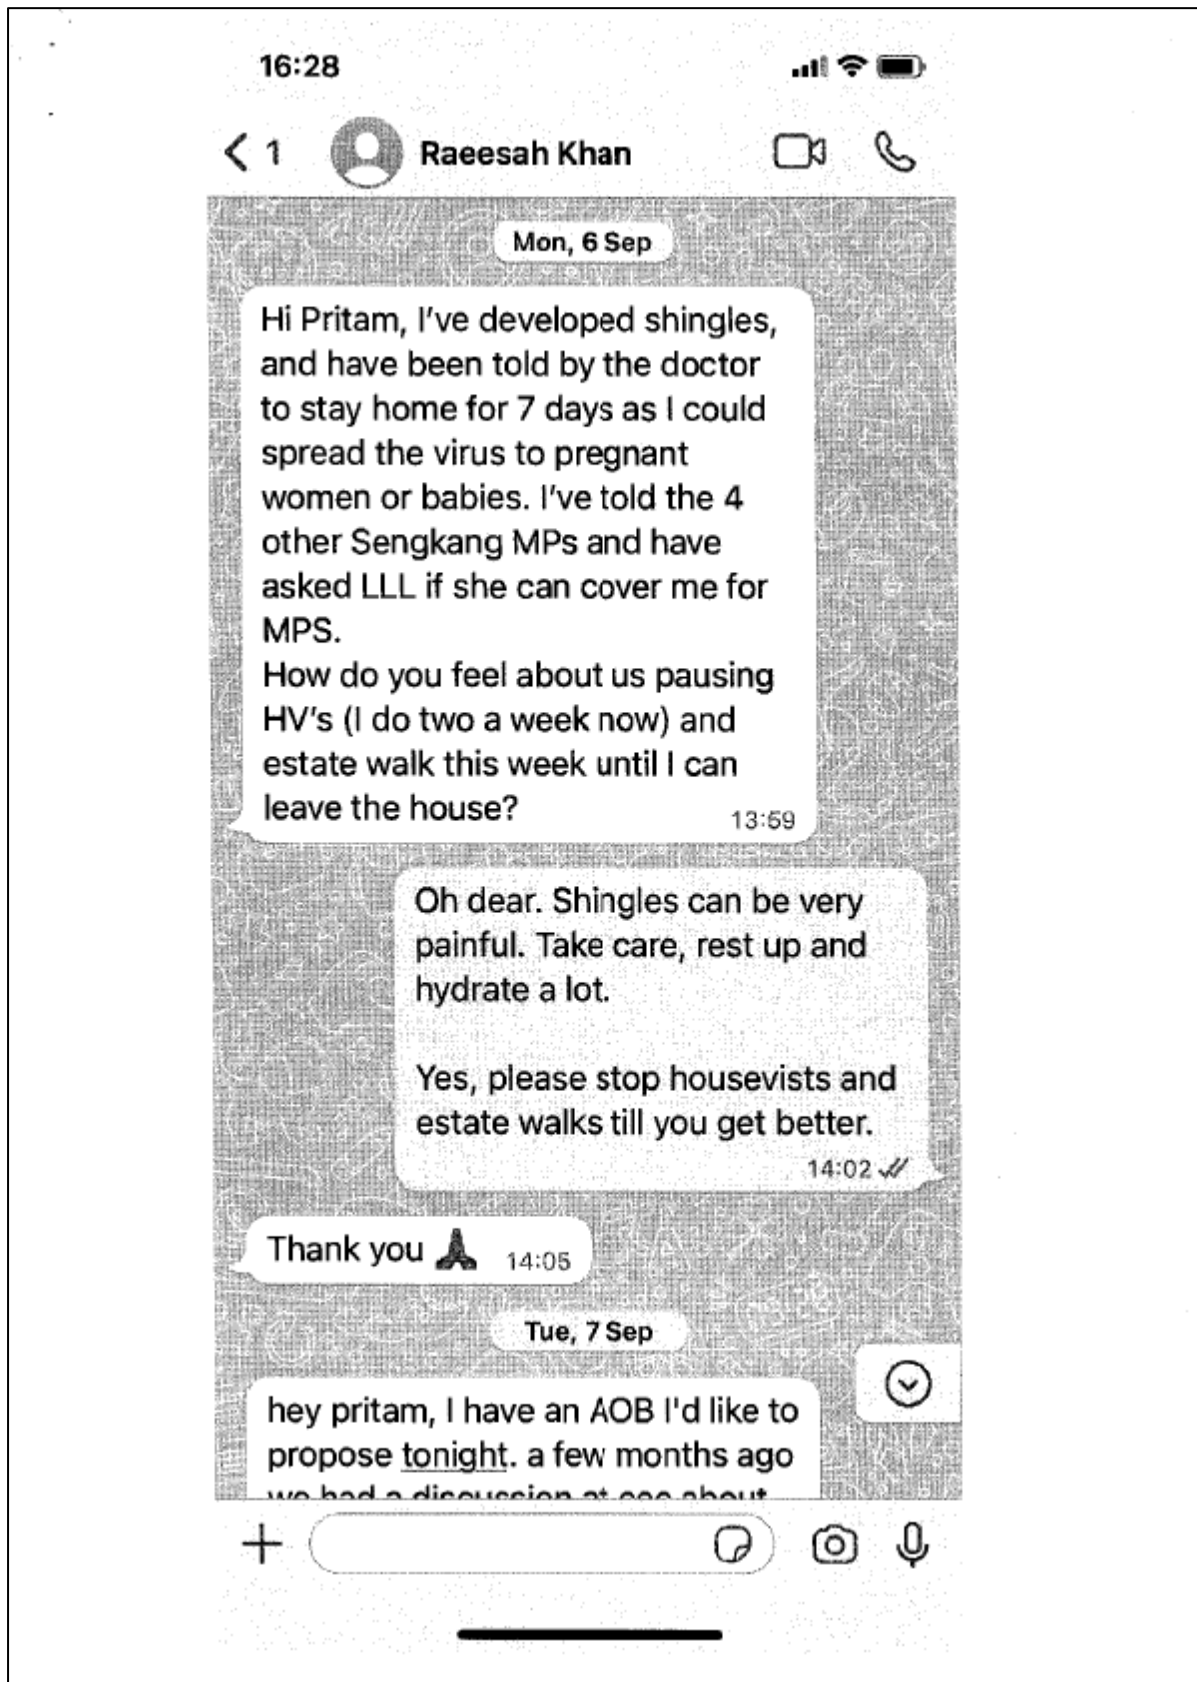 16:28
1 Raeesah Khan
Mon, 6 Sep
Hi Pritam, I've developed shingles,
and have been told by the doctor
to stay home for 7 days as I could
spread the virus to pregnant
women or babies. I've told the 4
other Sengkang MPs and have
asked LLL if she can cover me for
MPS.
How do you feel about us pausing
HV's (I do two a week now) and
estate walk this week until I can
leave the house?
13:59
Oh dear. Shingles can be very
painful. Take care, rest up and
hydrate a lot.
Yes, please stop housevists and
estate walks till you get better.
14:02
Thank you 🙏 14:05
Tue, 7 Sep
hey pritam, I have an AOB I'd like to
propose tonight. a few months ago
we had a discussion at cec about